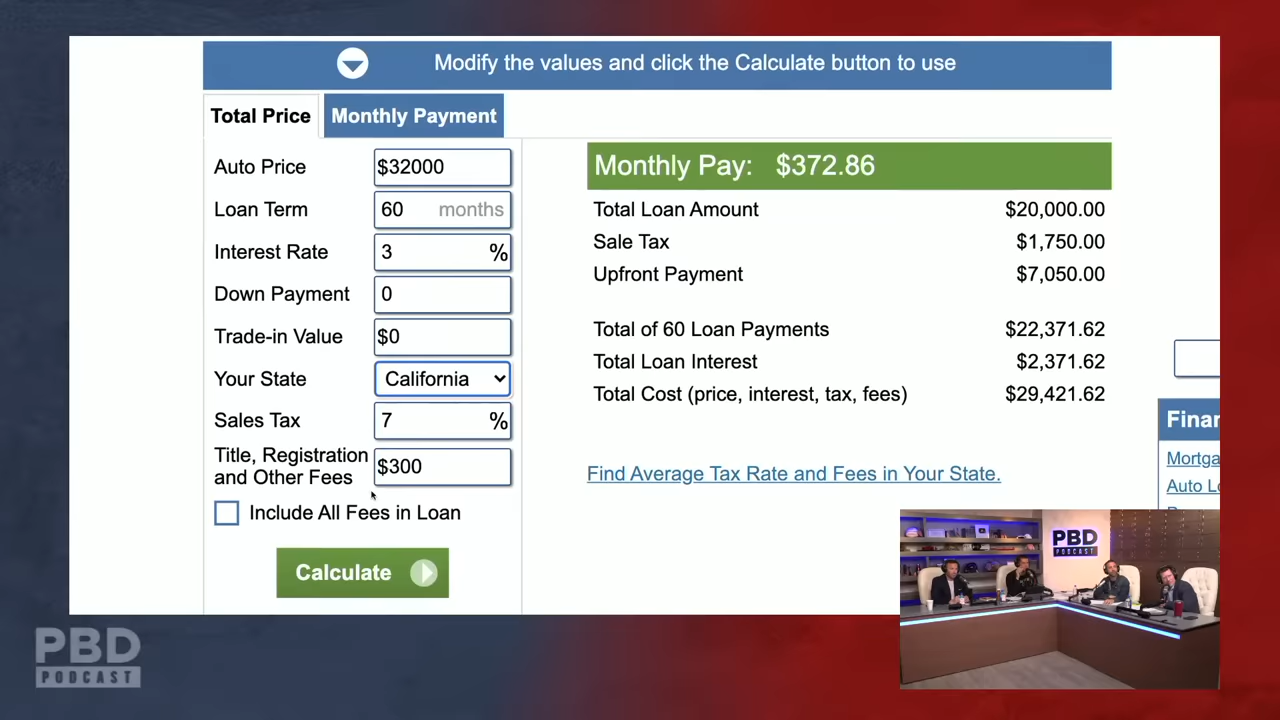 Modify the values and click the Calculate button to use
Total Price
Monthly Payment
Auto Price $32000
Loan Term 60 months
Interest Rate 3 %
Down Payment 0
Trade-in Value $0
Your State California
Sales Tax 7 %
Title, Registration
and Other Fees $300
Include All Fees in Loan
Calculate
Monthly Pay: $372.86
Total Loan Amount $20,000.00
Sale Tax $1,750.00
Upfront Payment $7,050.00
Total of 60 Loan Payments $22,371.62
Total Loan Interest $2,371.62
Total Cost (price, interest, tax, fees) $29,421.62
Find Average Tax Rate and Fees in Your State.
PBD
PODCAST
PBD
PODCAST